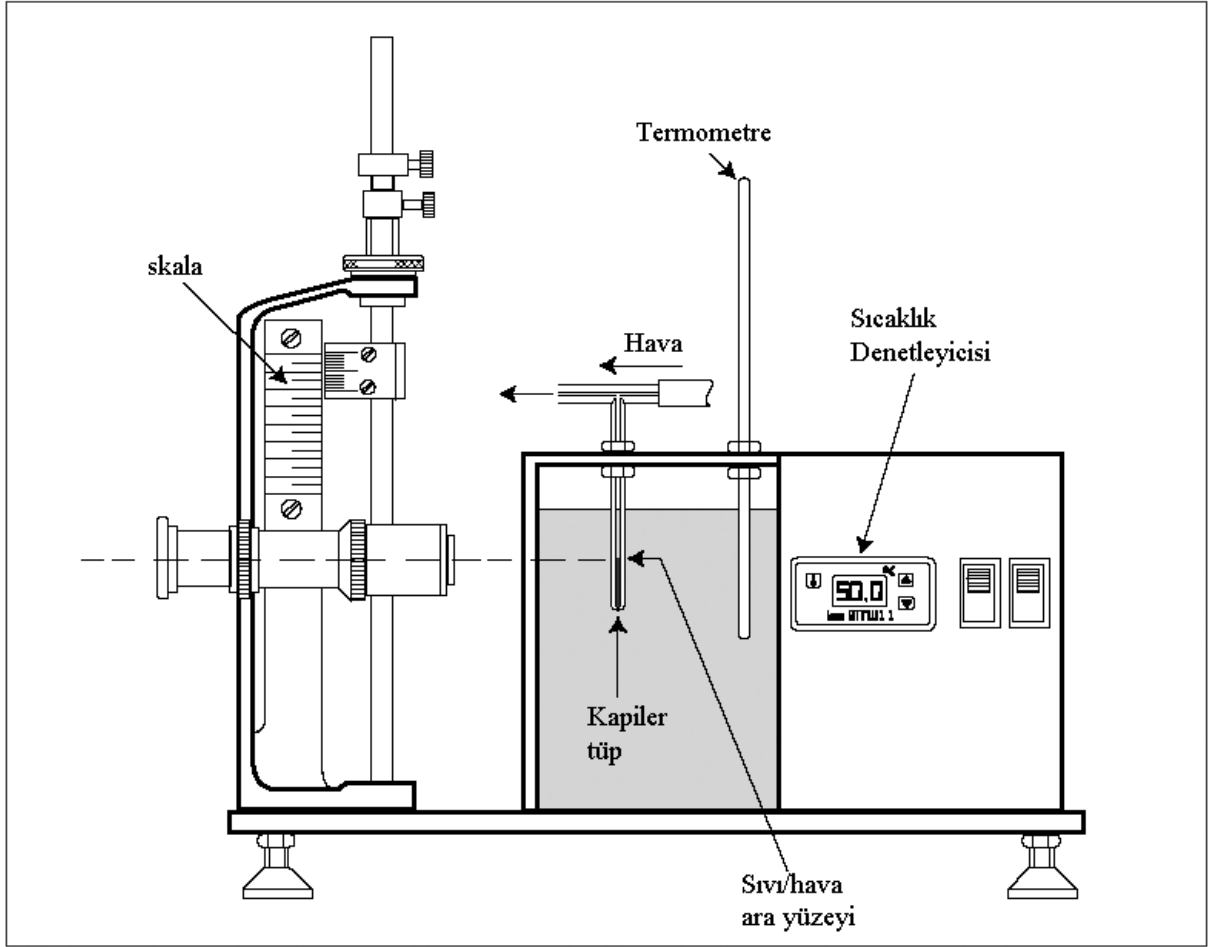 Termometre
skala
Hava
Sıcaklık
Denetleyicisi
50.0
Kapiler
tüp
Sıvı/hava
ara yüzeyi